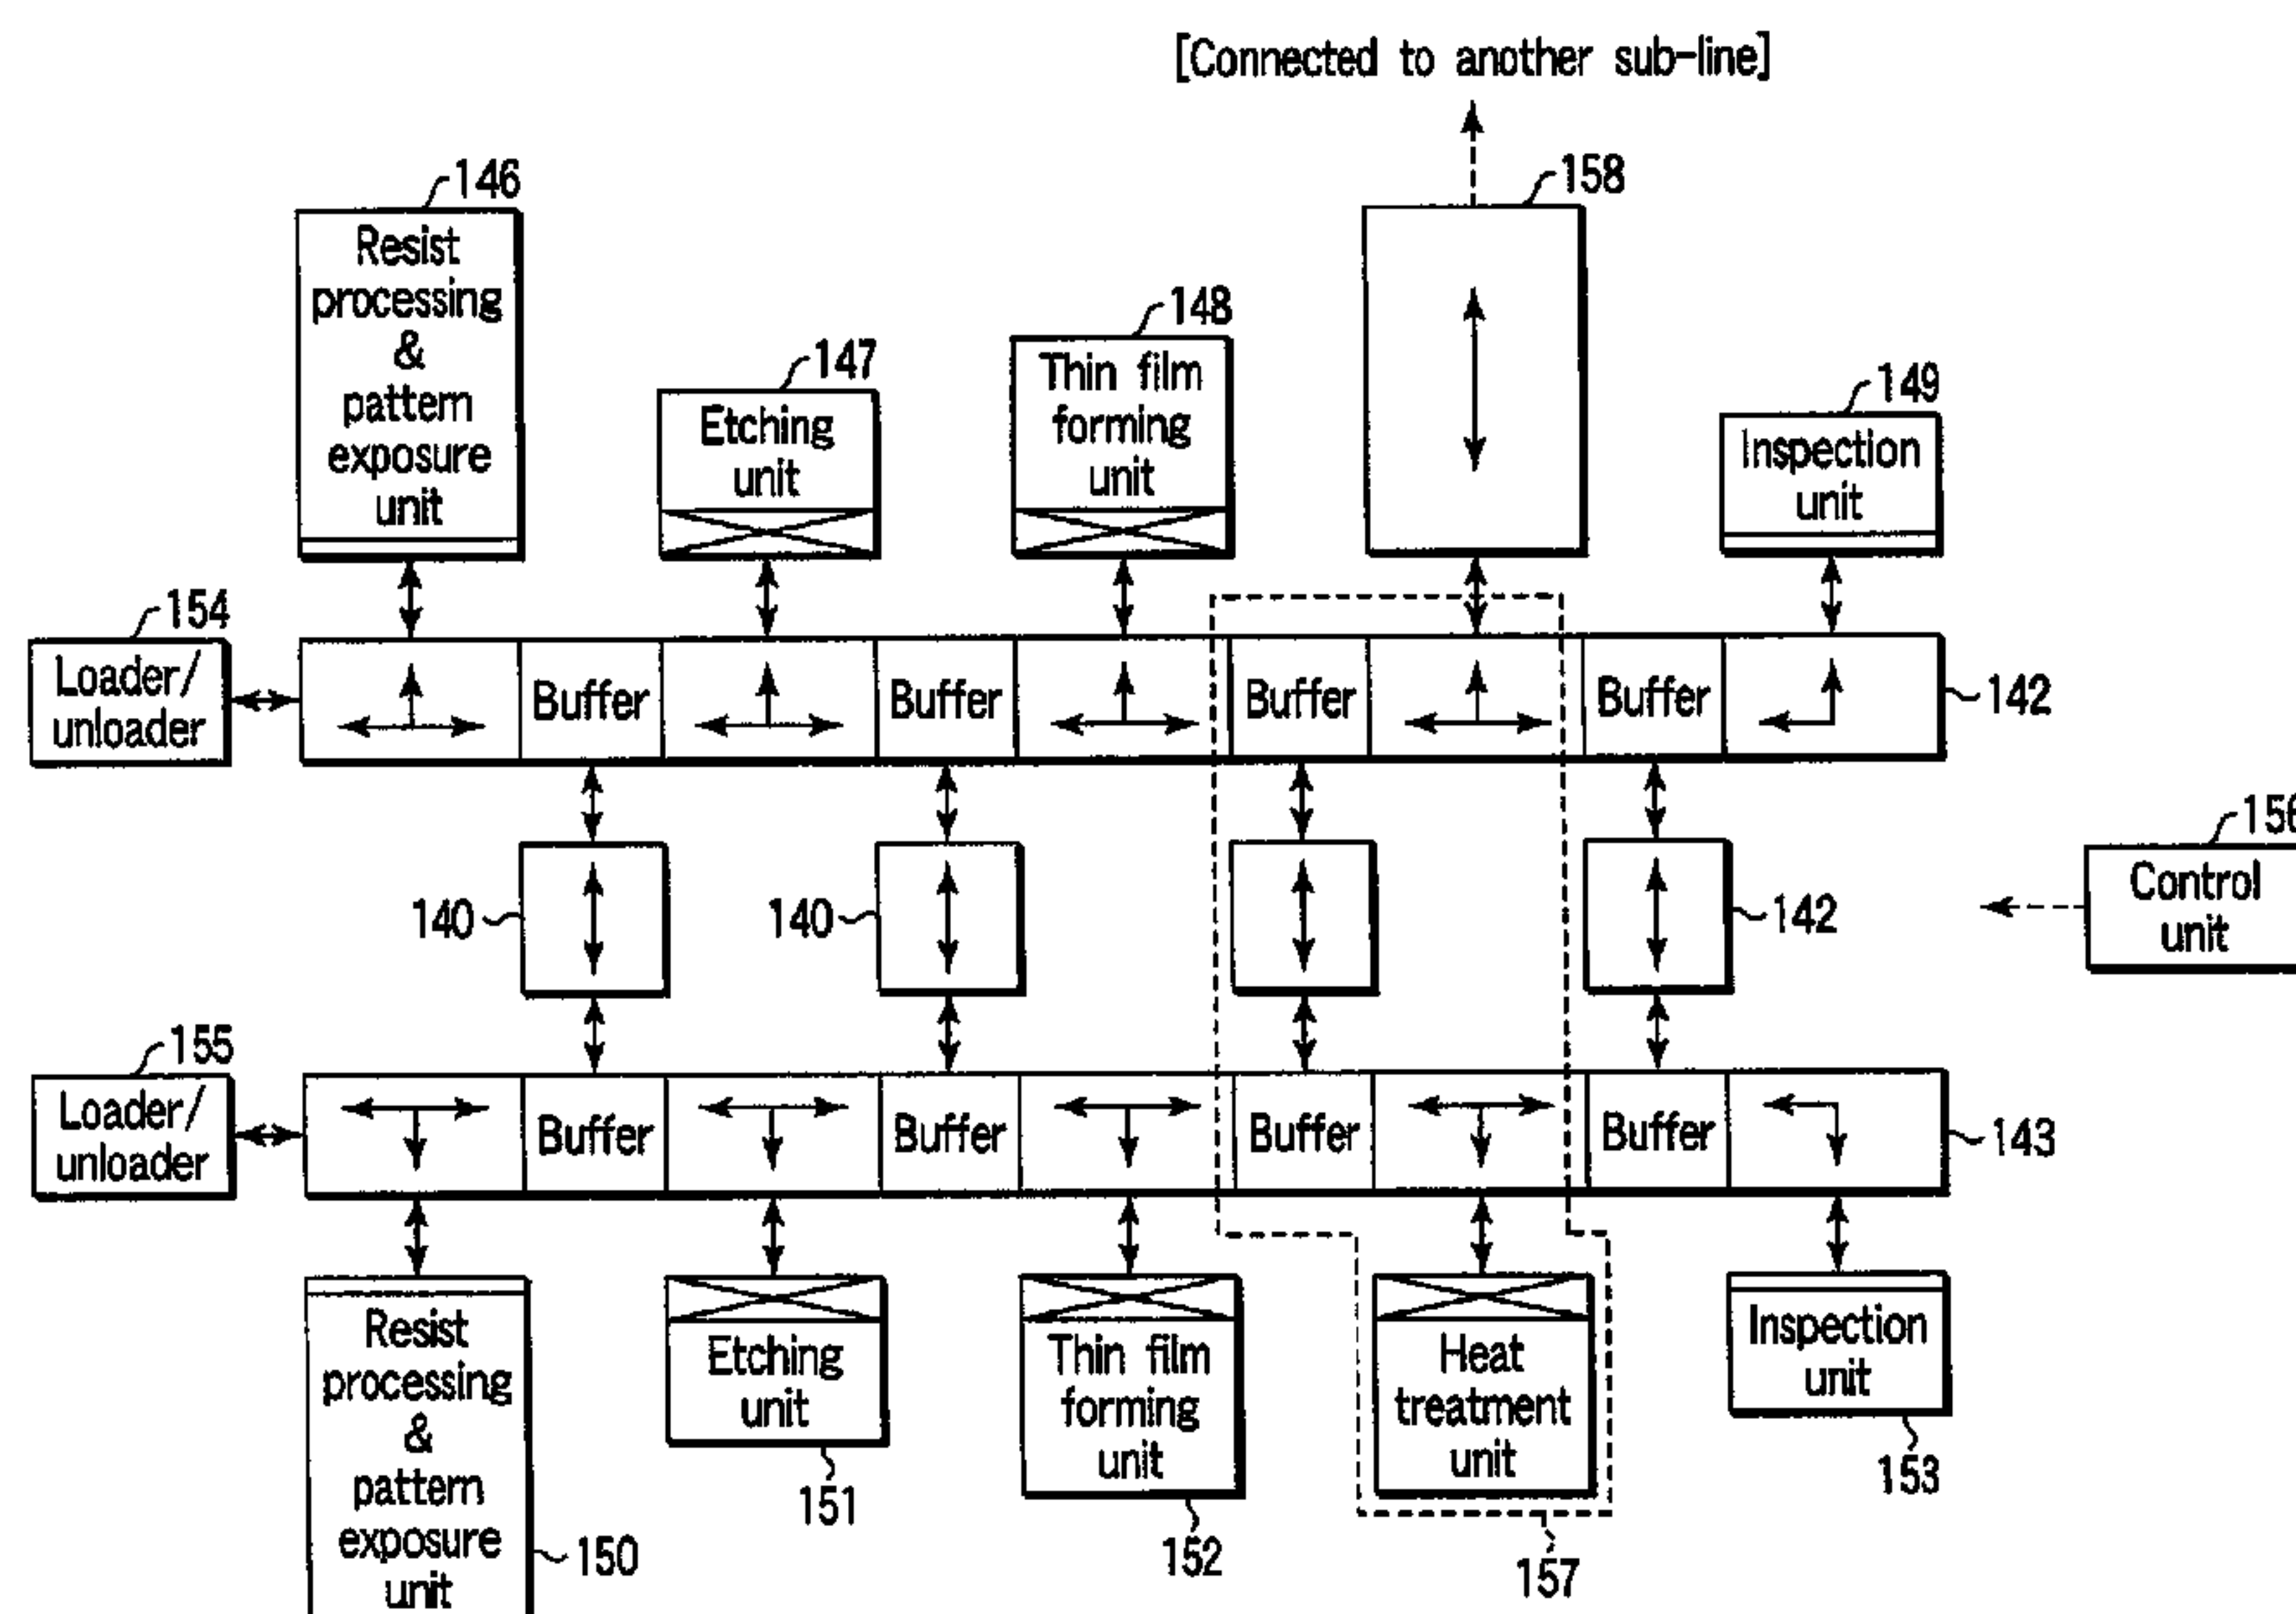 [Connected to another sub-line]
146
158
Resist
processing
&
pattern
exposure
unit
148
Thin film
forming
unit
147
Etching
unit
149
Inspection
unit
154
Loader/
unloader
Buffer
Buffer
Buffer
Buffer
142
156
Control
unit
140
140
142
155
Loader/
unloader
Buffer
Buffer
Buffer
Buffer
143
Resist
processing
&
pattern
exposure
unit
150
Etching
unit
151
Thin film
forming
unit
152
Heat
treatment
unit
157
Inspection
unit
153